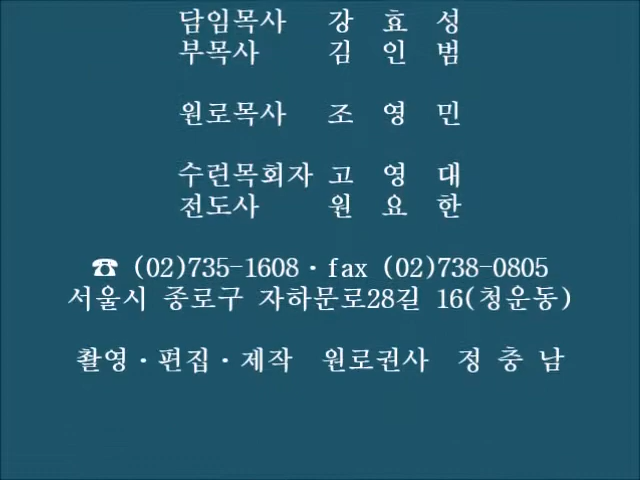 담임목사 강 효 성
부목사 김 인 범
원로목사 조 영 민
수련목회자 고 영 대
전도사 원 요 한
☎ (02)735-1608·fax (02)738-0805
서울시 종로구 자하문로28길 16(청운동)
촬영·편집·제작 원로권사 정 충 남